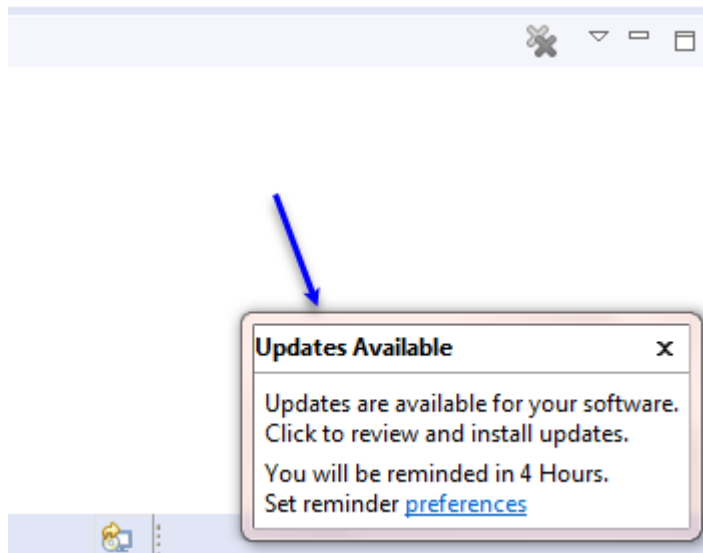 Updates Available
Updates are available for your software.
Click to review and install updates.
You will be reminded in 4 Hours.
Set reminder preferences